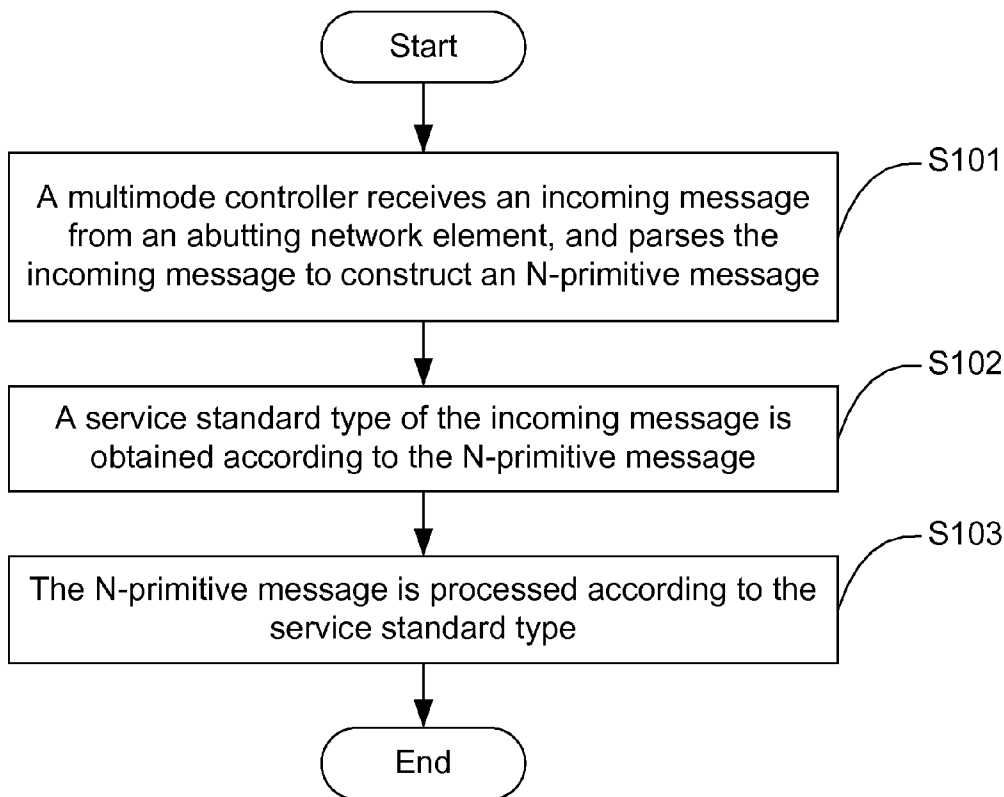 Start
S101
A multimode controller receives an incoming message
from an abutting network element, and parses the
incoming message to construct an N-primitive message
S102
A service standard type of the incoming message is
obtained according to the N-primitive message
S103
The N-primitive message is processed according to the
service standard type
End